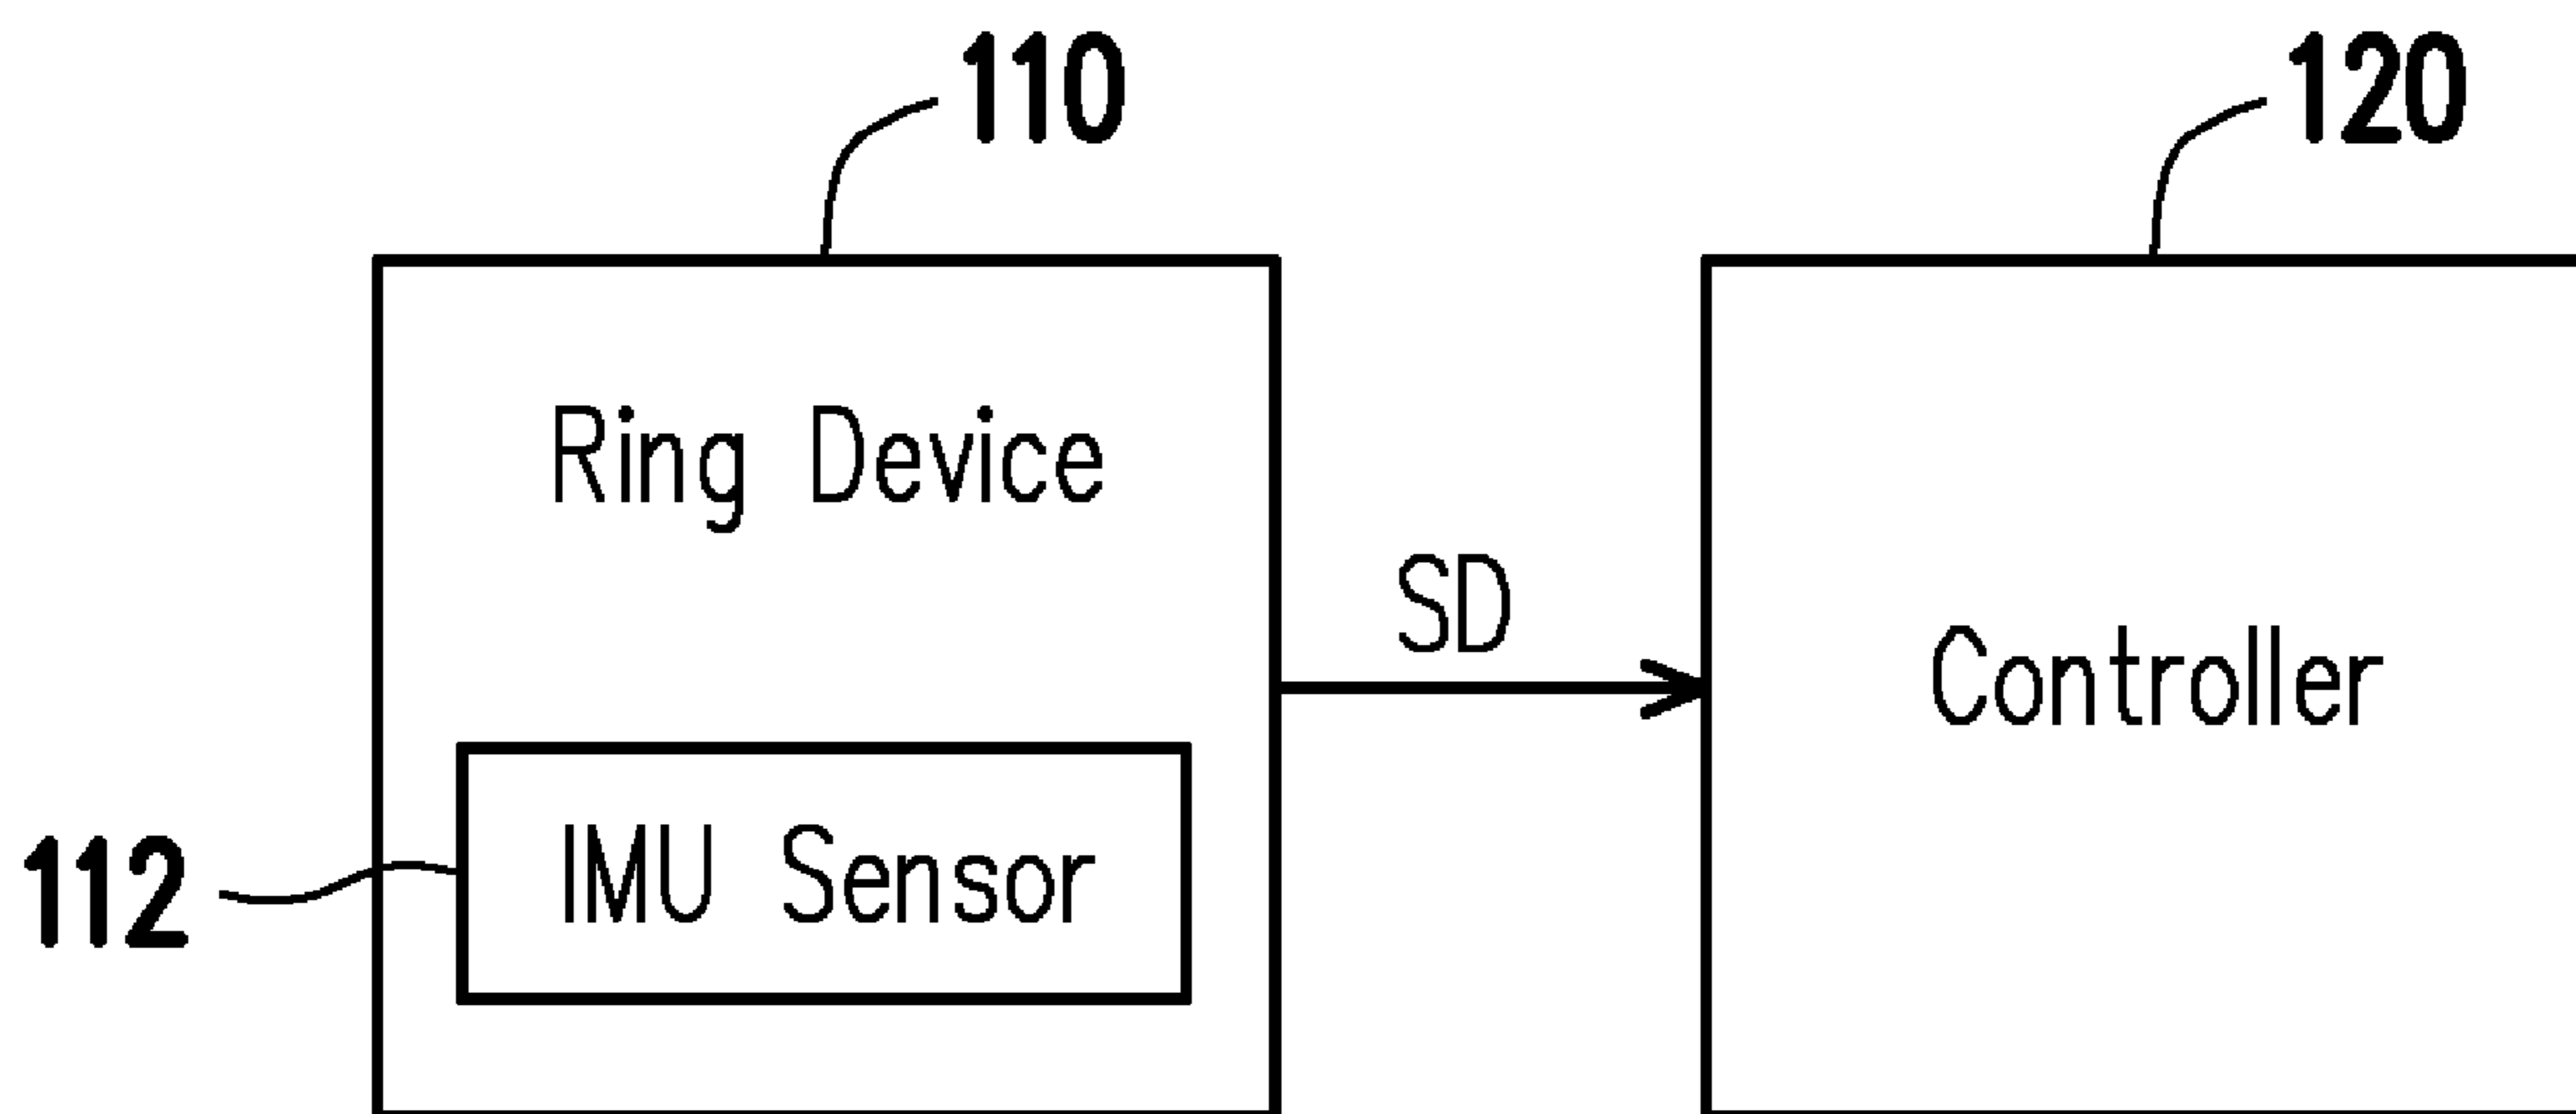 110
120
Ring Device
SD
Controller
IMU Sensor
112